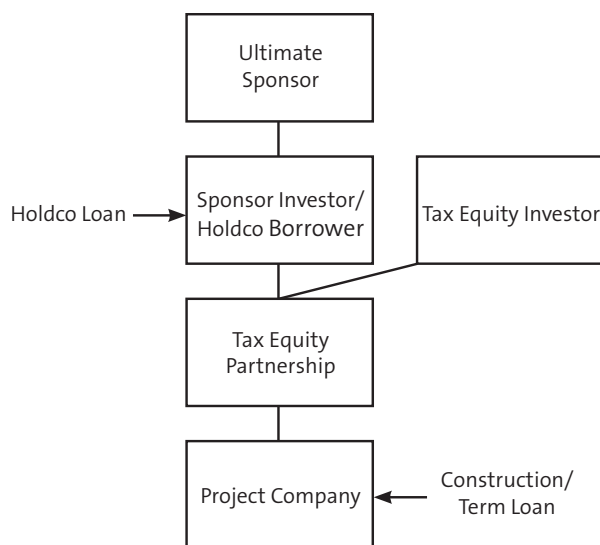 Ultimate
Sponsor
Holdco Loan
Sponsor Investor/
Holdco Borrower
Tax Equity Investor
Tax Equity
Partnership
Project Company
Construction/
Term Loan